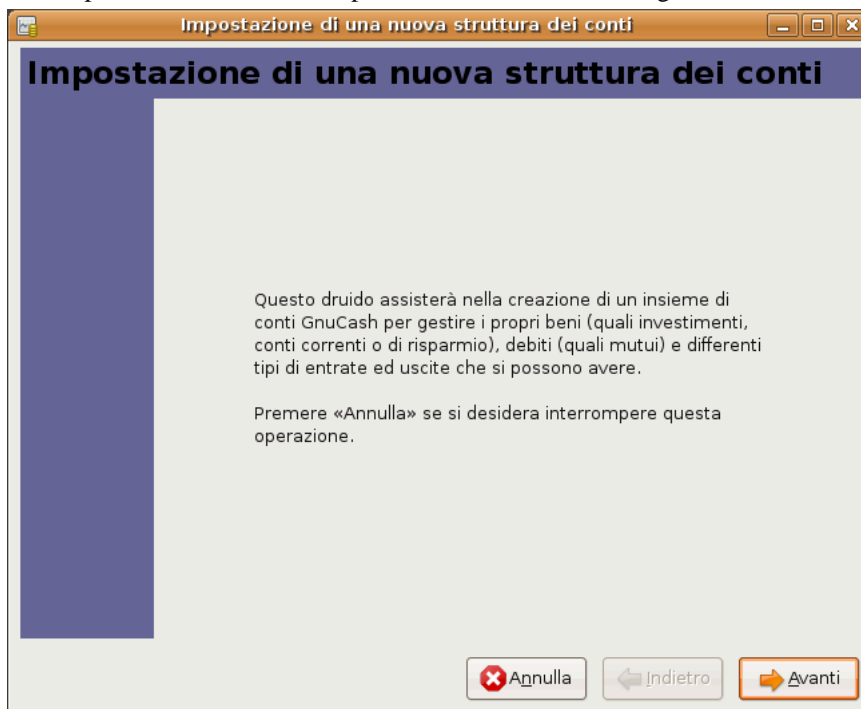 Impostazione di una nuova struttura dei conti
Impostazione di una nuova struttura dei conti
Questo druido assisterà nella creazione di un insieme di
conti GnuCash per gestire i propri beni (quali investimenti,
conti correnti o di risparmio), debiti (quali mutui) e differenti
tipi di entrate ed uscite che si possono avere.
Premere «Annulla» se si desidera interrompere questa
operazione.
Annulla
Indietro
Avanti